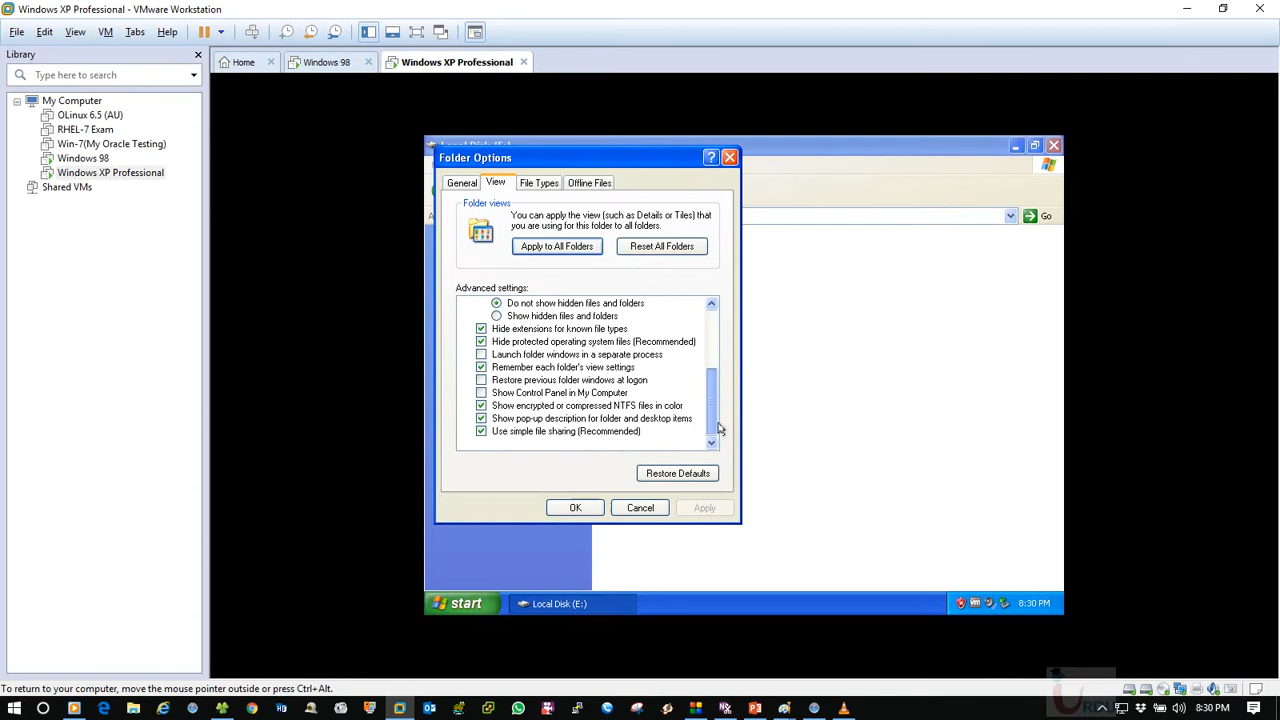 Windows XP Professional - VMware Workstation
File Edit View VM Tabs Help
Library
Type here to search
My Computer
OLinux 6.5 (AU)
RHEL-7 Exam
Win-7(My Oracle Testing)
Windows 98
Windows XP Professional
Shared VMs
Home
Windows 98
Windows XP Professional
Folder Options
General View File Types Offline Files
Folder views
You can apply the view (such as Details or Tiles) that
you are using for this folder to all folders.
Apply to All Folders Reset All Folders
Advanced settings:
Do not show hidden files and folders
Show hidden files and folders
Hide extensions for known file types
Hide protected operating system files (Recommended)
Launch folder windows in a separate process
Remember each folder's view settings
Restore previous folder windows at logon
Show Control Panel in My Computer
Show encrypted or compressed NTFS files in color
Show pop-up description for folder and desktop items
Use simple file sharing (Recommended)
Restore Defaults
OK Cancel Apply
Go
start
Local Disk (E:)
8:30 PM
To return to your computer, move the mouse pointer outside or press Ctrl+Alt.
8:30 PM